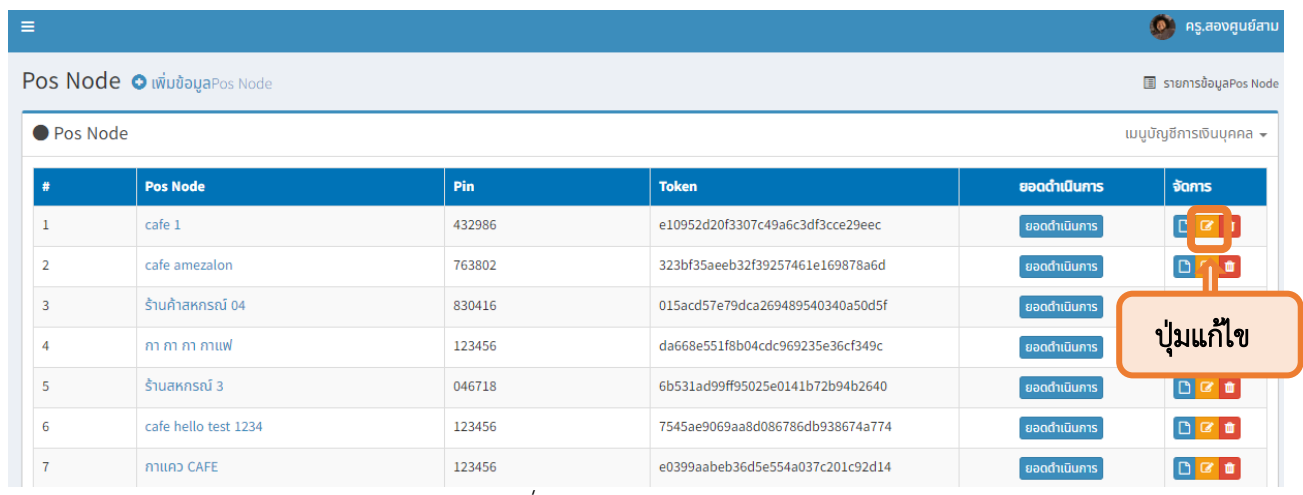 ครู.สองศูนย์สาม
Pos Node เพิ่มข้อมูลPos Node
รายการข้อมูลPos Node
Pos Node
เมนูบัญชีการเงินบุคคล
# Pos Node Pin Token ยอดดำเนินการ จัดการ
1 cafe 1 432986 e10952d20f3307c49a6c3df3cce29eec ยอดดำเนินการ
2 cafe amezalon 763802 323bf35aeeb32f39257461e169878a6d ยอดดำเนินการ
3 ร้านค้าสหกรณ์ 04 830416 015acd57e79dca269489540340a50d5f ยอดดำเนินการ
ปุ่มแก้ไข
4 กา กา กา กาแฟ 123456 da668e551f8b04cdc969235e36cf349c ยอดดำเนินการ
5 ร้านสหกรณ์ 3 046718 6b531ad99ff95025e0141b72b94b2640 ยอดดำเนินการ
6 cafe hello test 1234 123456 7545ae9069aa8d086786db938674a774 ยอดดำเนินการ
7 กาแคว CAFE 123456 e0399aabeb36d5e554a037c201c92d14 ยอดดำเนินการ